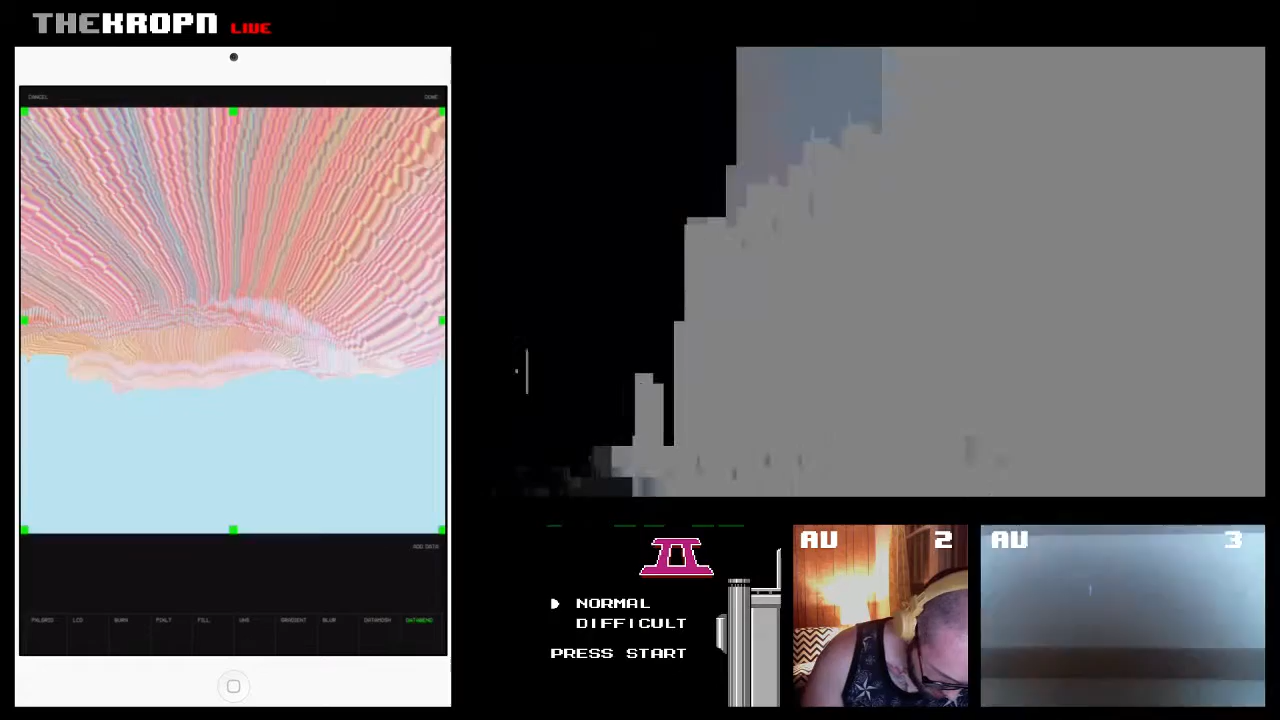 THEKROPN LIVE
CANCEL
DONE
ADD DATA
LCD
BURN
FILL
VHS
GRADIENT
BLUR
DATAMOSH
DATABEND
II
NORMAL
DIFFICULT
PRESS START
AV 2
AV 3